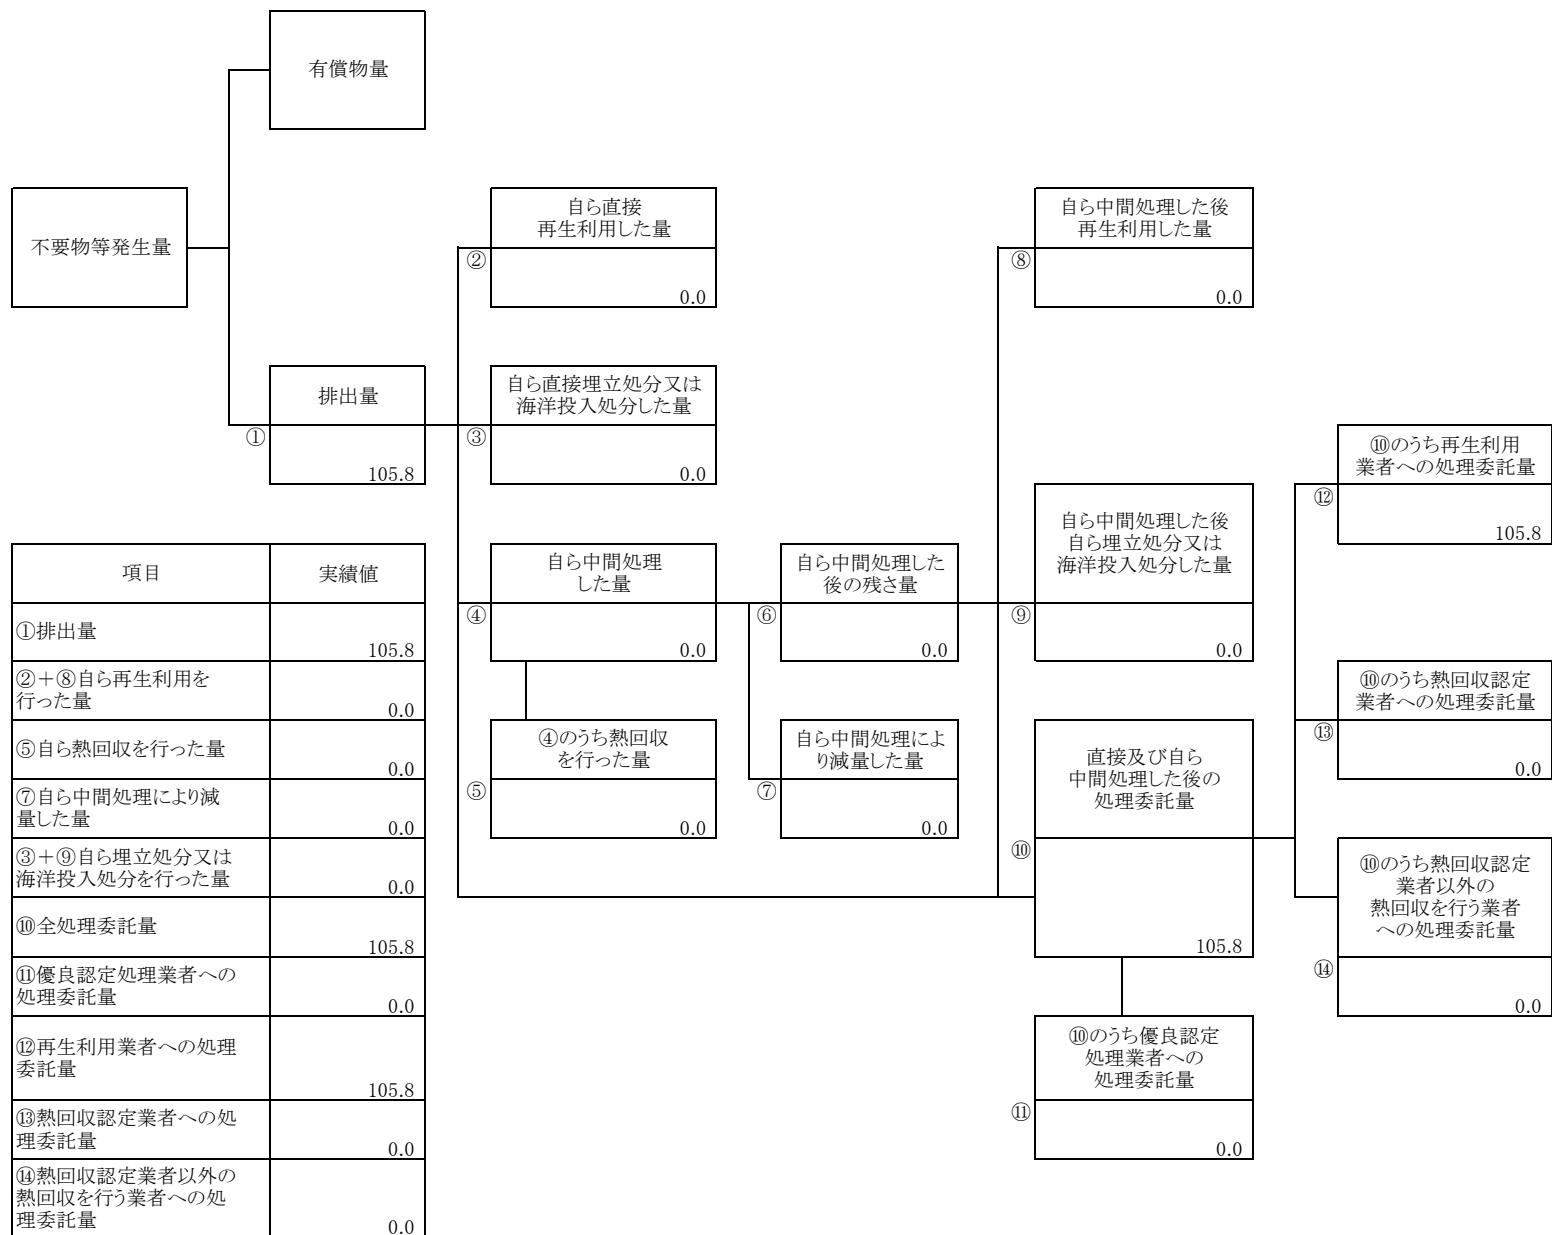 有償物量
不要物等発生量
自ら直接
再生利用した量
②
0.0
自ら中間処理した後
再生利用した量
⑧
0.0
排出量
①
105.8
自ら直接埋立処分又は
海洋投入処分した量
③
0.0
⑩のうち再生利用
業者への処理委託量
⑫
105.8
自ら中間処理
した量
④
0.0
自ら中間処理した
後の残さ量
⑥
0.0
自ら中間処理した後
自ら埋立処分又は
海洋投入処分した量
⑨
0.0
⑩のうち熱回収認定
業者への処理委託量
⑬
0.0
④のうち熱回収
を行った量
⑤
0.0
自ら中間処理によ
り減量した量
⑦
0.0
直接及び自ら
中間処理した後の
処理委託量
⑩
105.8
⑩のうち熱回収認定
業者以外の
熱回収を行う業者
への処理委託量
⑭
0.0
⑩のうち優良認定
処理業者への
処理委託量
⑪
0.0
項目 実績値
①排出量
105.8
②+⑧自ら再生利用を
行った量
0.0
⑤自ら熱回収を行った量
0.0
⑦自ら中間処理により減
量した量
0.0
③+⑨自ら埋立処分又は
海洋投入処分を行った量
0.0
⑩全処理委託量
105.8
⑪優良認定処理業者への
処理委託量
0.0
⑫再生利用業者への処理
委託量
105.8
⑬熱回収認定業者への処
理委託量
0.0
⑭熱回収認定業者以外の
熱回収を行う業者への処
理委託量
0.0